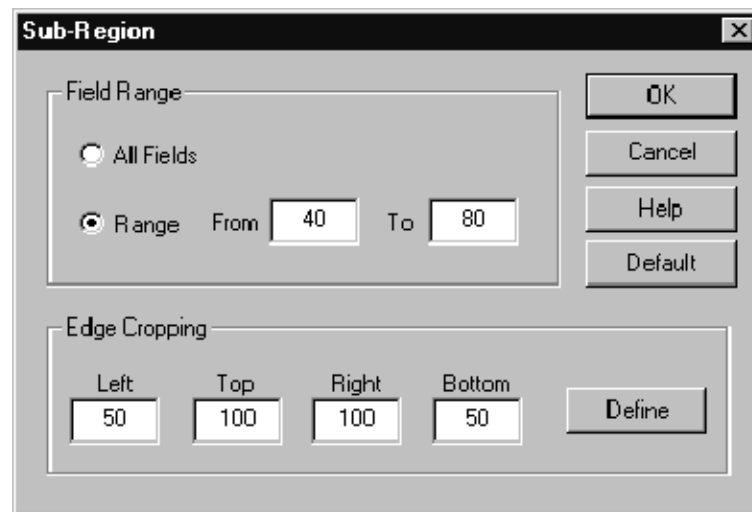 Sub-Region
Field Range
All Fields
Range From 40 To 80
OK
Cancel
Help
Default
Edge Cropping
Left Top Right Bottom
50 100 100 50
Define